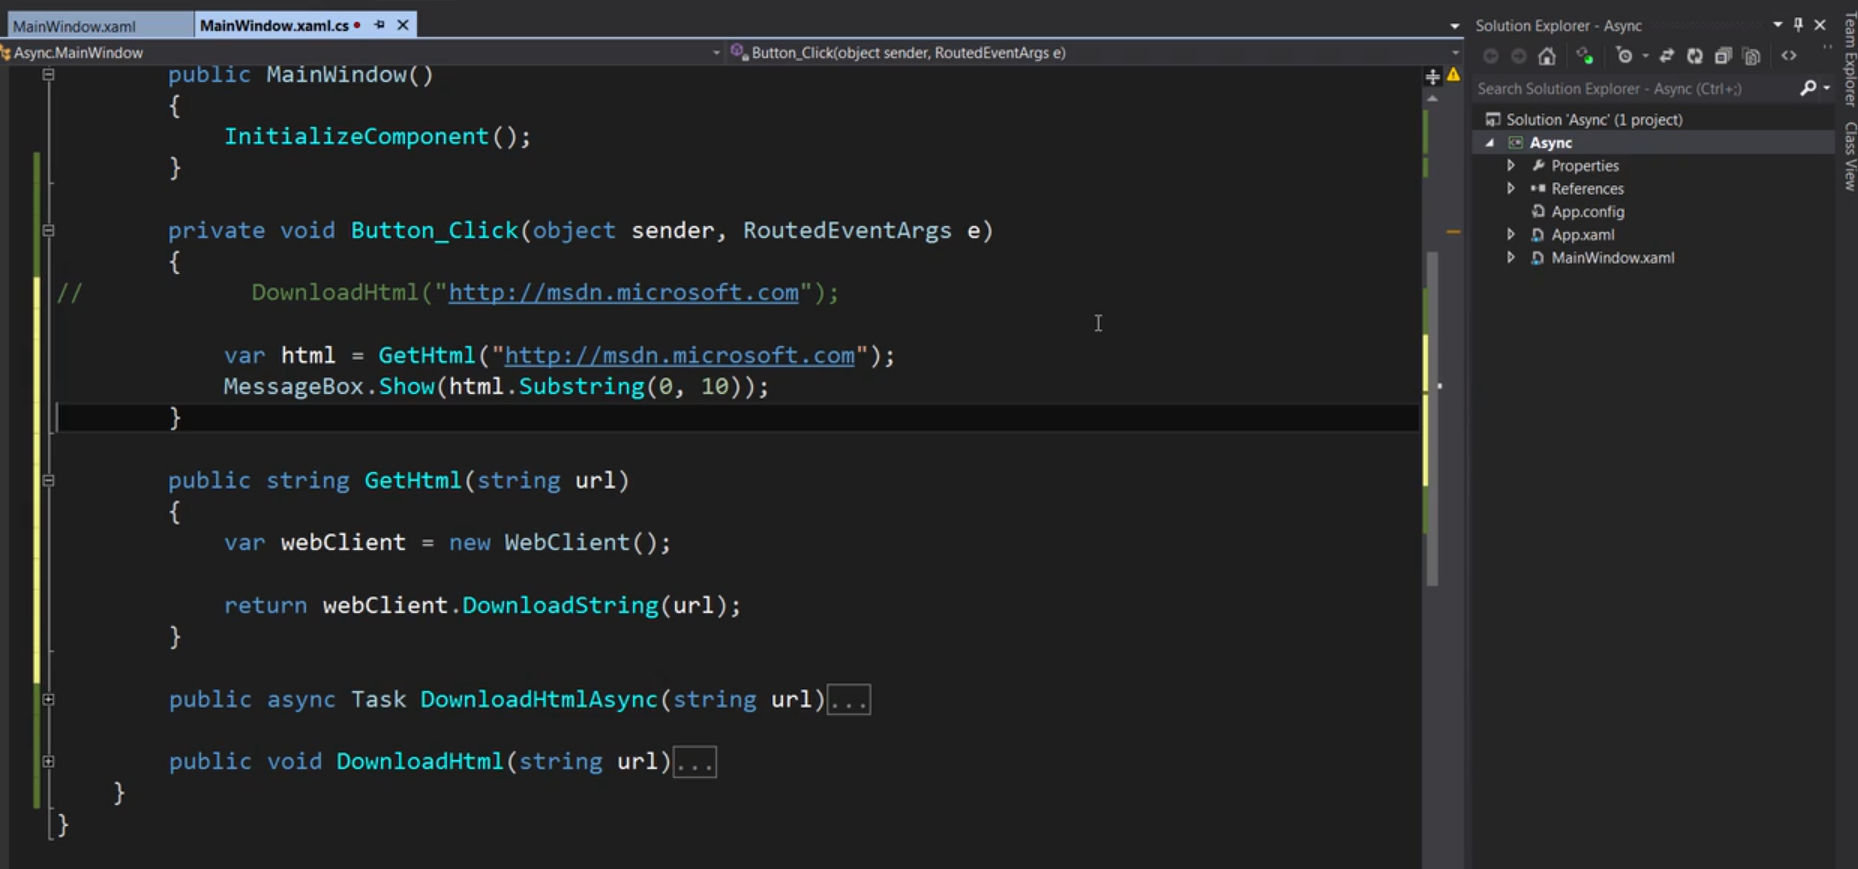 MainWindow.xaml
MainWindow.xaml.cs
Async.MainWindow
Button_Click(object sender, RoutedEventArgs e)
public MainWindow()
{
InitializeComponent();
}
private void Button_Click(object sender, RoutedEventArgs e)
{
// DownloadHtml("http://msdn.microsoft.com");
var html = GetHtml("http://msdn.microsoft.com");
MessageBox.Show(html.Substring(0, 10));
}
public string GetHtml(string url)
{
var webClient = new WebClient();
return webClient.DownloadString(url);
}
public async Task DownloadHtmlAsync(string url)...
public void DownloadHtml(string url)...
}
}
Solution Explorer - Async
Search Solution Explorer - Async (Ctrl+;)
Solution 'Async' (1 project)
Async
Properties
References
App.config
App.xaml
MainWindow.xaml
Team Explorer
Class View